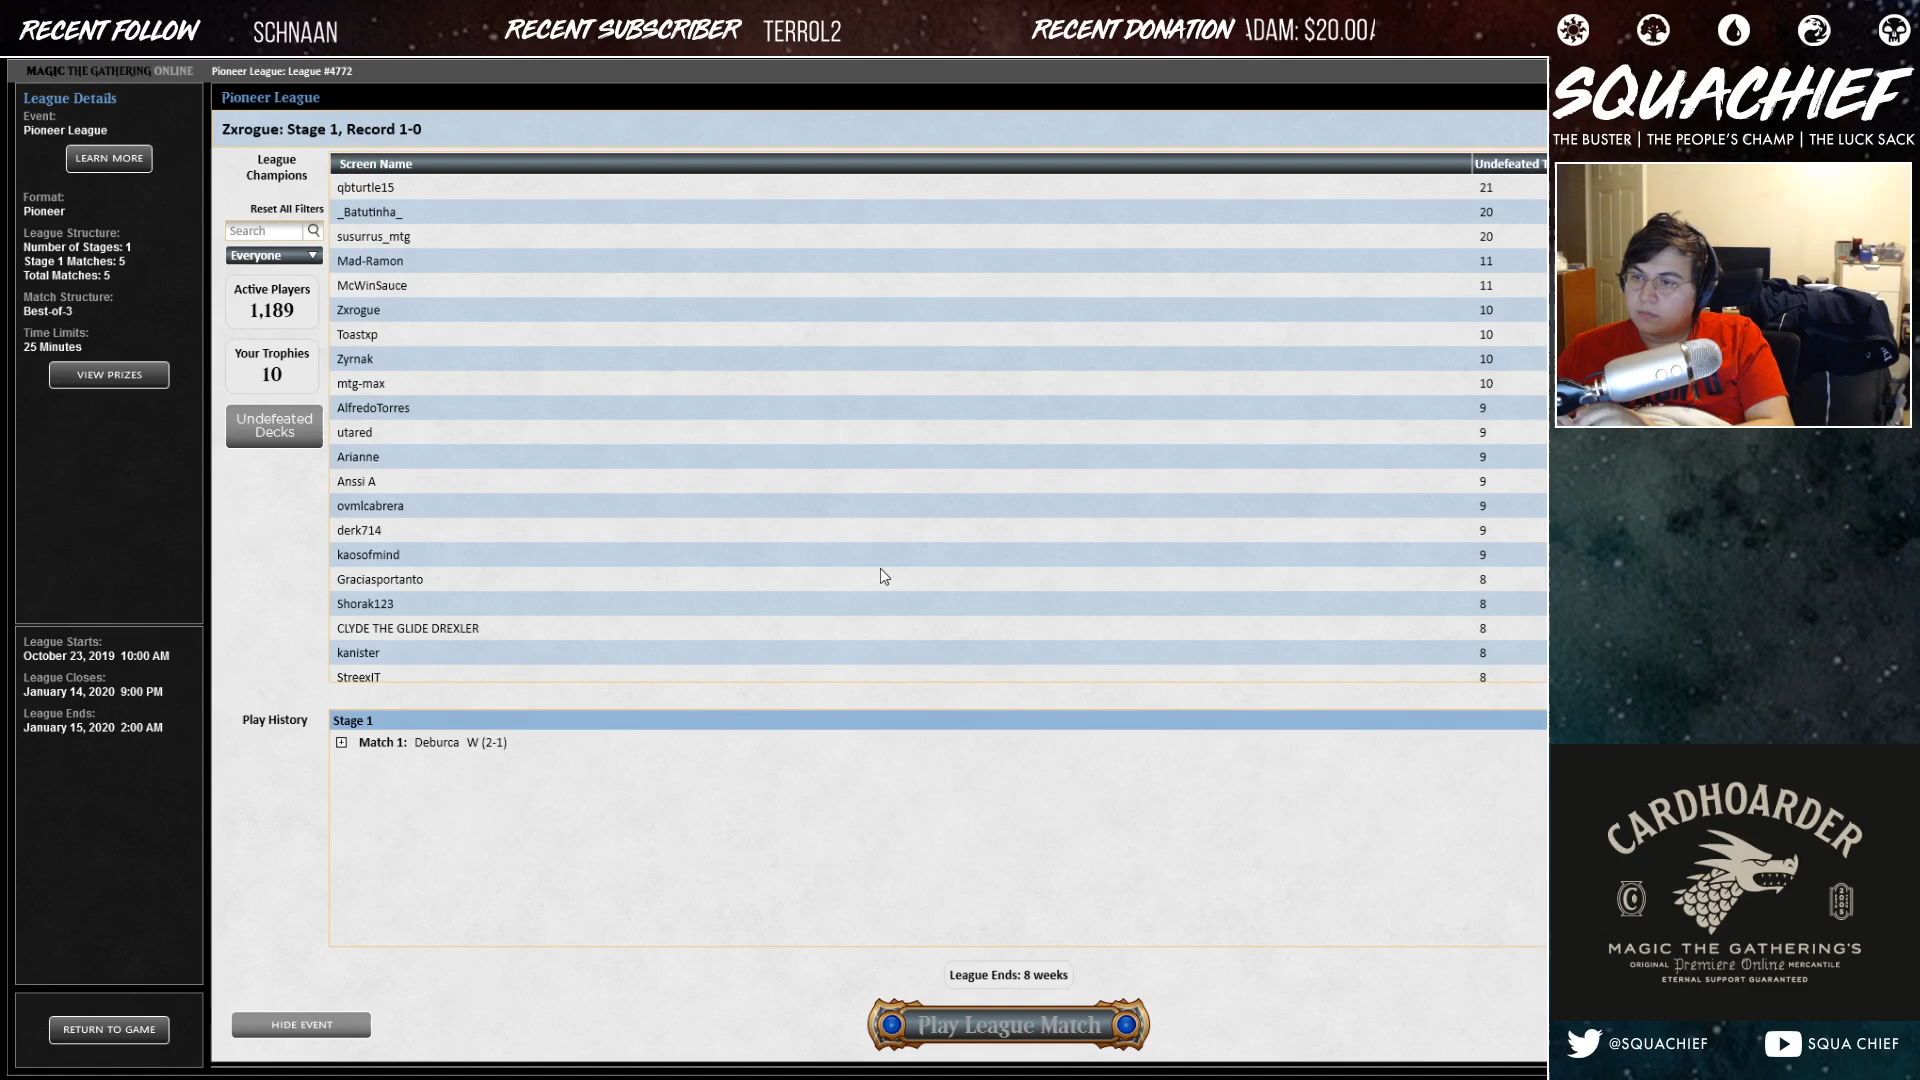 RECENT FOLLOW SCHNAAN RECENT SUBSCRIBER TERROL2 RECENT DONATION ADAM: $20.00
MAGIC THE GATHERING ONLINE Pioneer League: League #4772
League Details
Event:
Pioneer League
LEARN MORE
Format:
Pioneer
League Structure:
Number of Stages: 1
Stage 1 Matches: 5
Total Matches: 5
Match Structure:
Best-of-3
Time Limits:
25 Minutes
VIEW PRIZES
League Starts:
October 23, 2019 10:00 AM
League Closes:
January 14, 2020 9:00 PM
League Ends:
January 15, 2020 2:00 AM
RETURN TO GAME
Pioneer League
Zxrogue: Stage 1, Record 1-0
League
Champions
Reset All Filters
Search
Everyone
Active Players
1,189
Your Trophies
10
Undefeated
Decks
Screen Name Undefeated T
qbturtle15 21
_Batutinha_ 20
susurrus_mtg 20
Mad-Ramon 11
McWinSauce 11
Zxrogue 10
Toastxp 10
Zyrnak 10
mtg-max 10
AlfredoTorres 9
utared 9
Arianne 9
Anssi A 9
ovmlcabrera 9
derk714 9
kaosofmind 9
Graciasportanto 8
Shorak123 8
CLYDE THE GLIDE DREXLER 8
kanister 8
StreexIT 8
Play History
Stage 1
Match 1: Deburca W (2-1)
League Ends: 8 weeks
HIDE EVENT
Play League Match
SQUACHIEF
THE BUSTER | THE PEOPLE'S CHAMP | THE LUCK SACK
CARDHOARDER
C
2005
MAGIC THE GATHERING'S
ORIGINAL Premiere Online MERCANTILE
ETERNAL SUPPORT GUARANTEED
@SQUACHIEF SQUA CHIEF